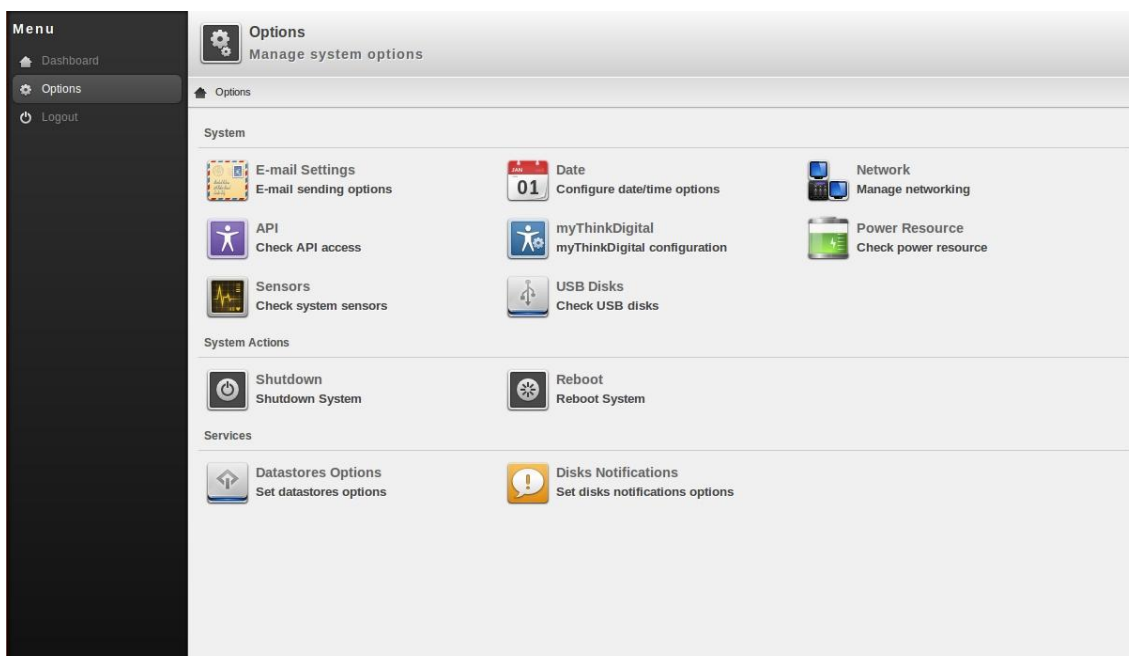 Menu
Dashboard
Options
Logout
Options
Manage system options
Options
System
E-mail Settings
E-mail sending options
JAN
01
Date
Configure date/time options
Network
Manage networking
API
Check API access
myThinkDigital
myThinkDigital configuration
Power Resource
Check power resource
Sensors
Check system sensors
USB Disks
Check USB disks
System Actions
Shutdown
Shutdown System
Reboot
Reboot System
Services
Datastores Options
Set datastores options
Disks Notifications
Set disks notifications options